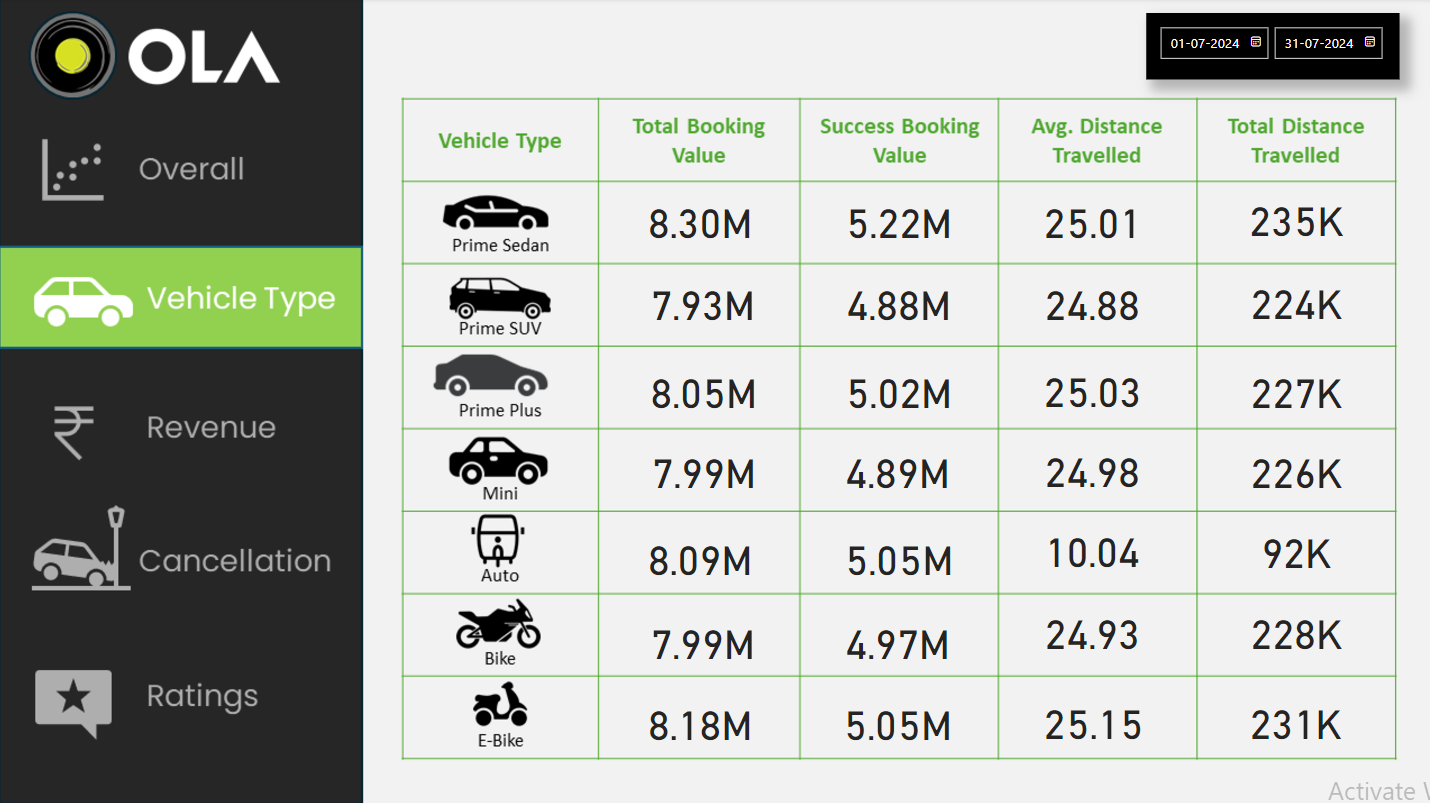 OLA
01-07-2024 31-07-2024
Overall
Vehicle Type
Revenue
Cancellation
Ratings
Vehicle Type Total Booking Value Success Booking Value Avg. Distance Travelled Total Distance Travelled
Prime Sedan 8.30M 5.22M 25.01 235K
Prime SUV 7.93M 4.88M 24.88 224K
Prime Plus 8.05M 5.02M 25.03 227K
Mini 7.99M 4.89M 24.98 226K
Auto 8.09M 5.05M 10.04 92K
Bike 7.99M 4.97M 24.93 228K
E-Bike 8.18M 5.05M 25.15 231K
Activate